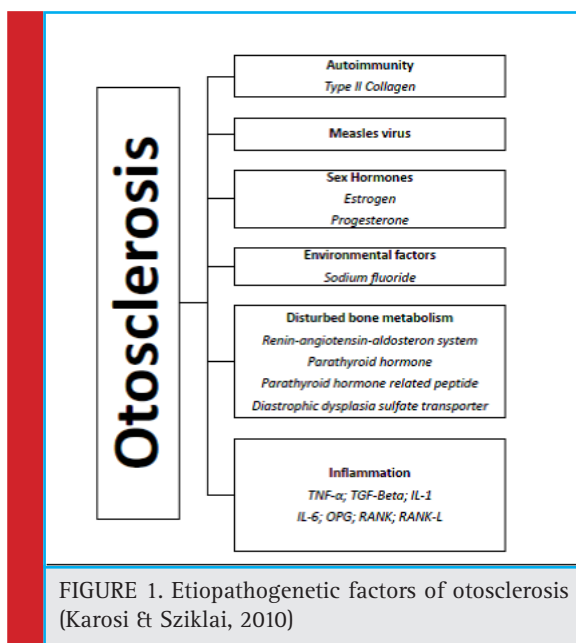 Otosclerosis
Autoimmunity
Type II Collagen
Measles virus
Sex Hormones
Estrogen
Progesterone
Environmental factors
Sodium fluoride
Disturbed bone metabolism
Renin-angiotensin-aldosteron system
Parathyroid hormone
Parathyroid hormone related peptide
Diastrophic dysplasia sulfate transporter
Inflammation
TNF-α; TGF-Beta; IL-1
IL-6; OPG; RANK; RANK-L
FIGURE 1. Etiopathogenetic factors of otosclerosis
(Karosi & Sziklai, 2010)